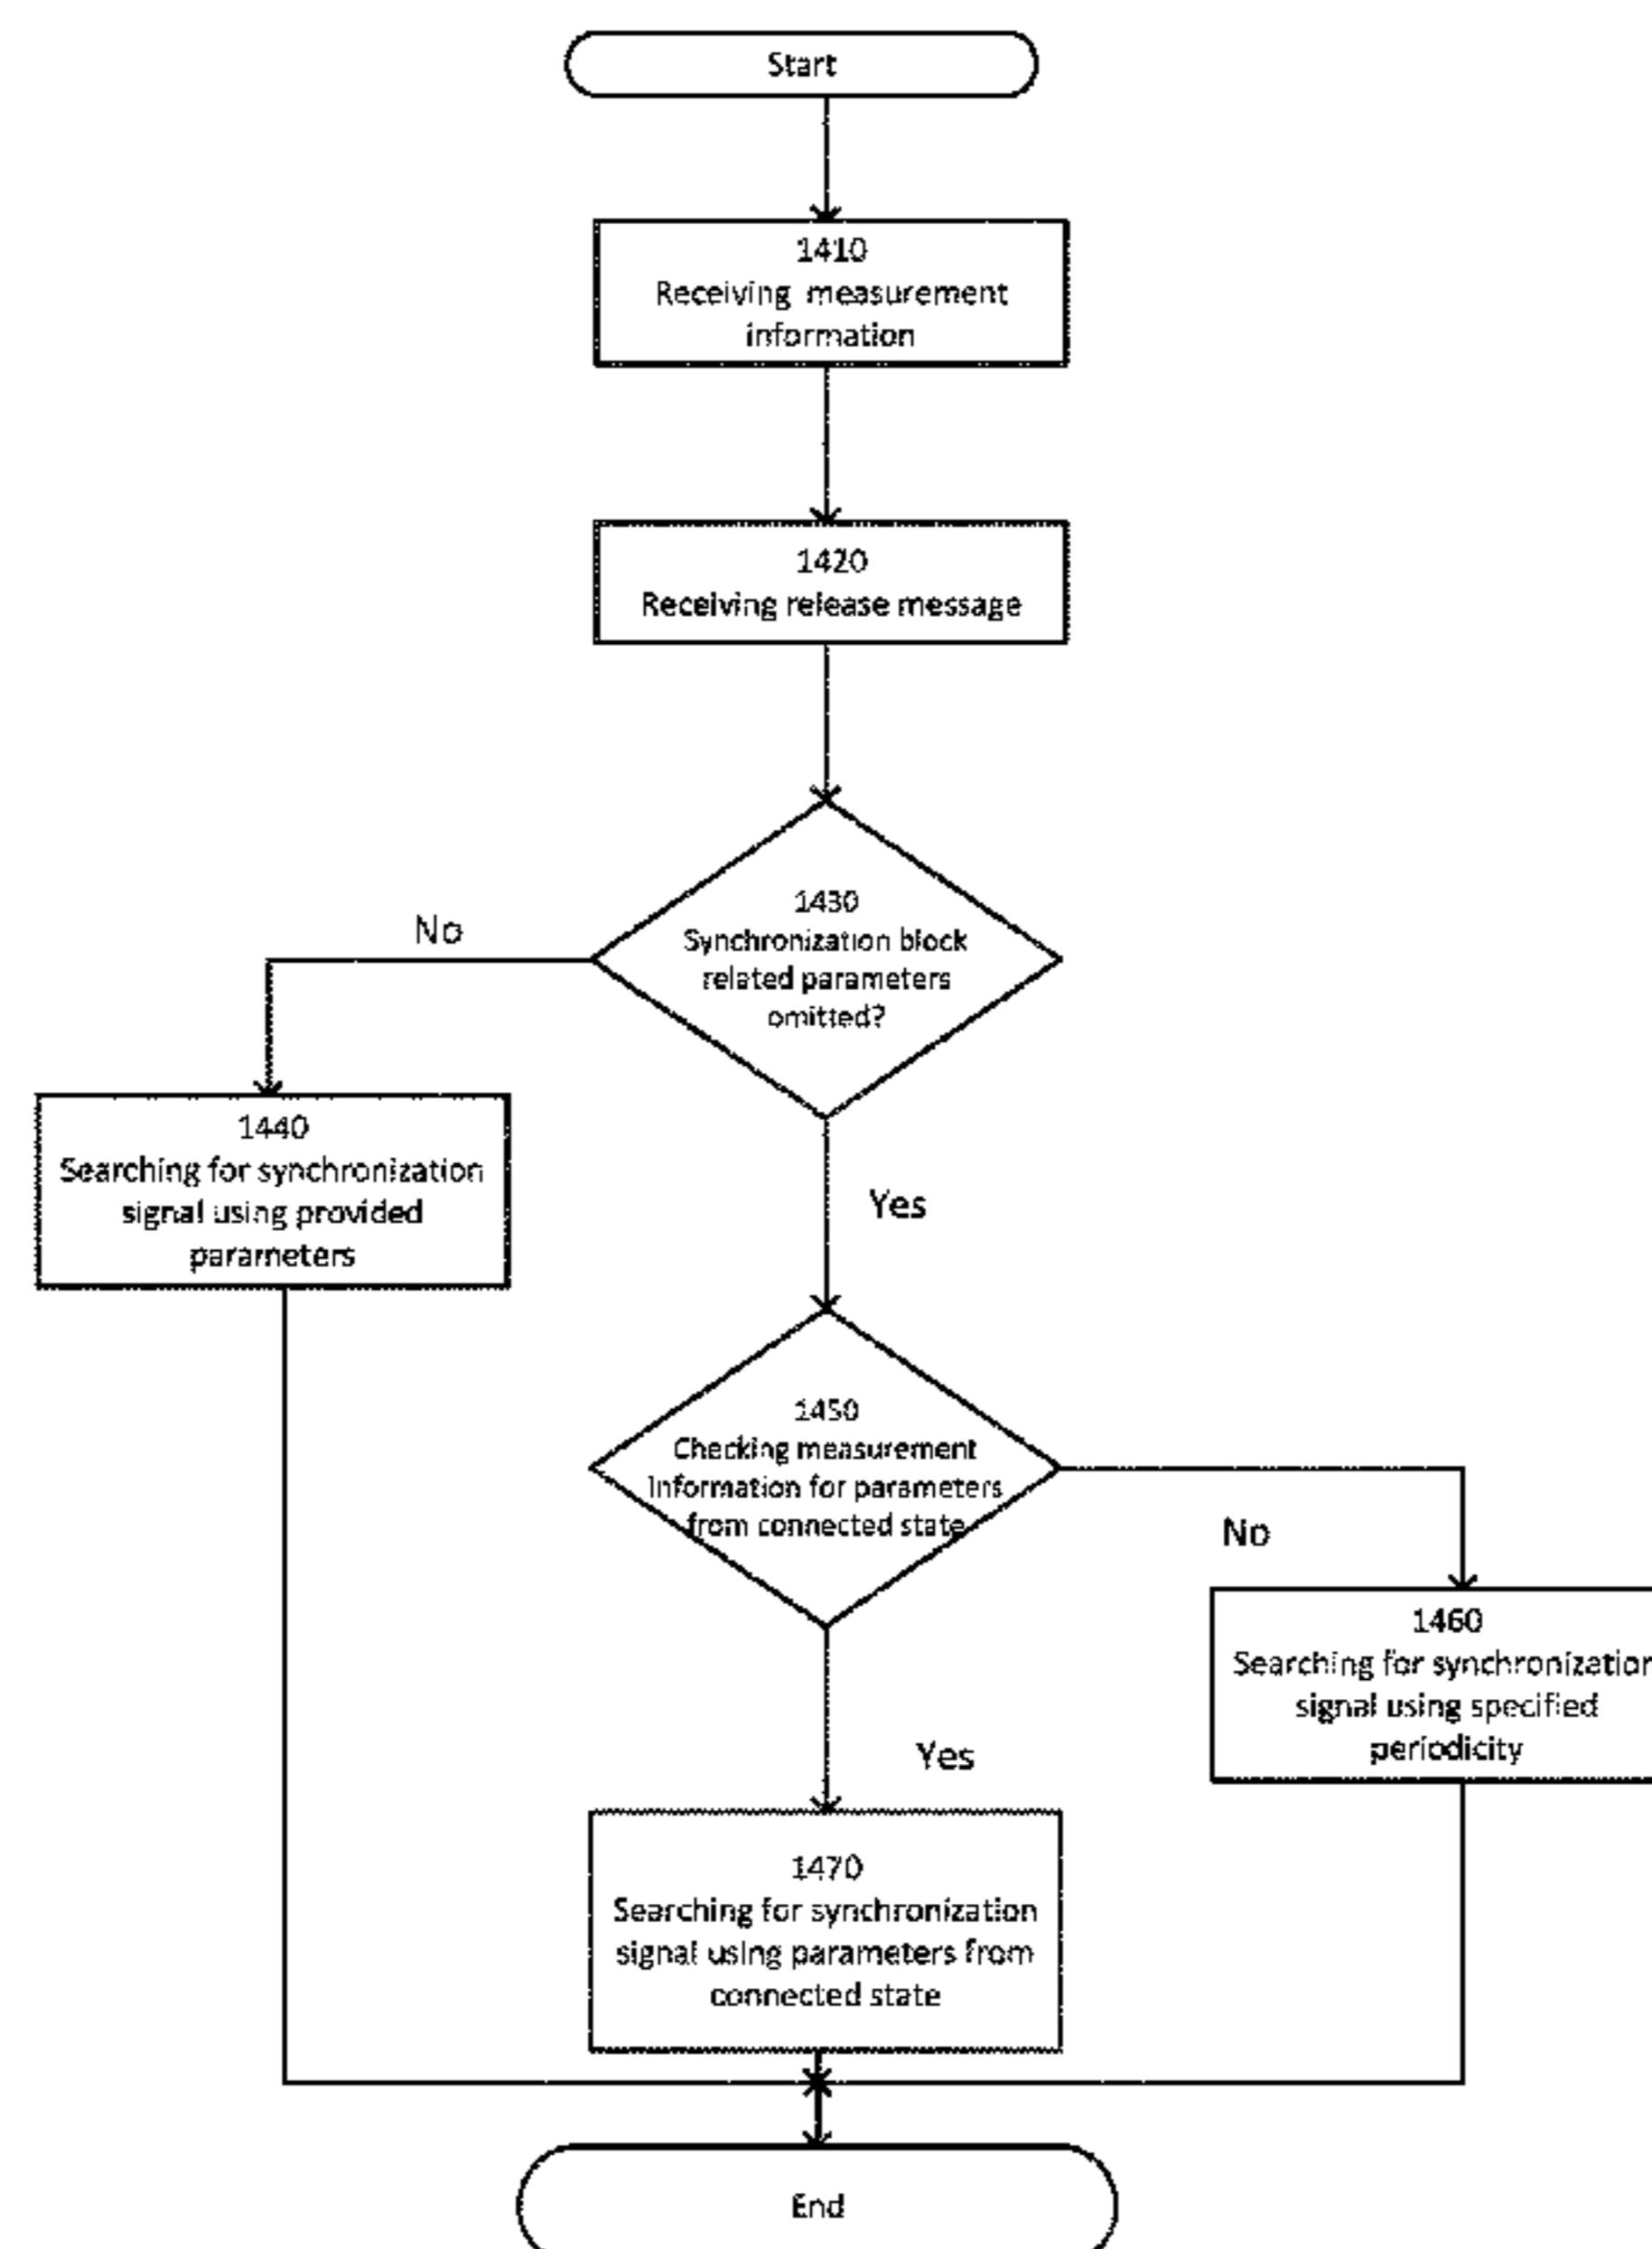 Start
1410
Receiving measurement
information
1420
Receiving release message
1430
Synchronization block
related parameters
omitted?
No
1440
Searching for synchronization
signal using provided
parameters
Yes
1450
Checking measurement
Information for parameters
from connected state
No
1460
Searching for synchronization
signal using specified
periodicity
Yes
1470
Searching for synchronization
signal using parameters from
connected state
End